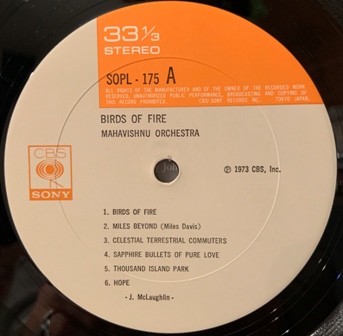 33 1/3
STEREO
SOPL - 175 A
ALL RIGHTS OF THE MANUFACTURER AND OF THE OWNER OF THE RECORDED WORK
RESERVED. UNAUTHORIZED PUBLIC PERFORMANCE, BROADCASTING AND COPYING OF
THIS RECORD PROHIBITED. CBS/SONY RECORDS INC. TOKYO JAPAN.
BIRDS OF FIRE
MAHAVISHNU ORCHESTRA
CBS
SONY
℗ 1973 CBS, Inc.
1. BIRDS OF FIRE
2. MILES BEYOND (Miles Davis)
3. CELESTIAL TERRESTRIAL COMMUTERS
4. SAPPHIRE BULLETS OF PURE LOVE
5. THOUSAND ISLAND PARK
6. HOPE
- J. McLaughlin -